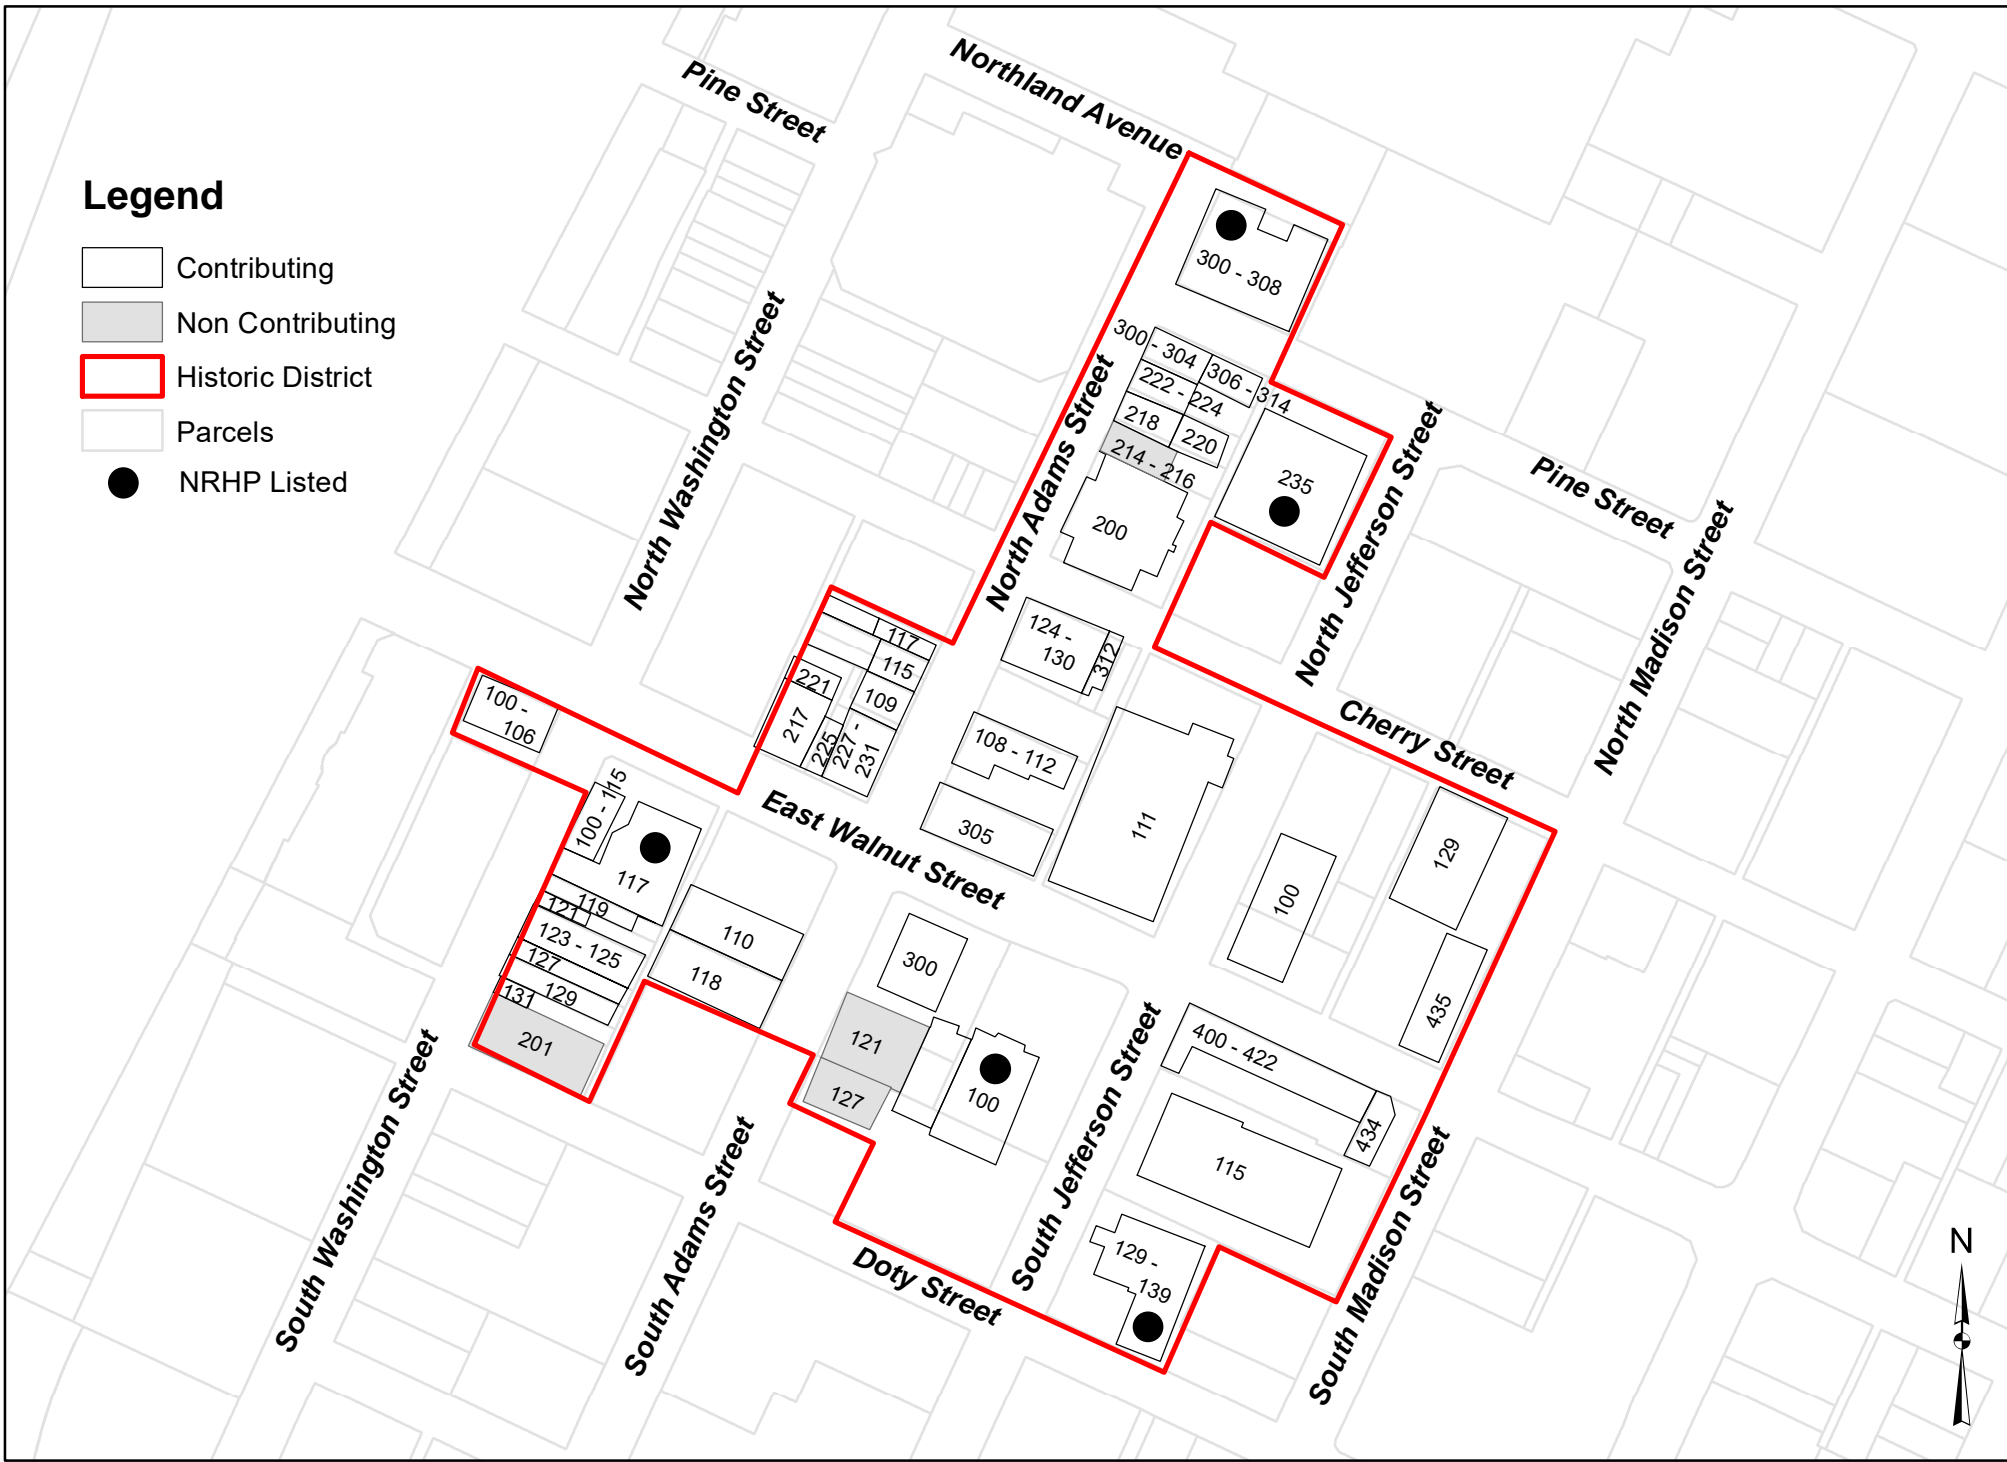 Northland Avenue
Pine Street
Legend
Contributing
Non Contributing
Historic District
Parcels
NRHP Listed
North Washington Street
North Adams Street
North Jefferson Street
Pine Street
North Madison Street
Cherry Street
East Walnut Street
South Washington Street
South Adams Street
South Jefferson Street
South Madison Street
Doty Street
300 - 308
300 - 304
306 - 314
222 - 224
218
220
214 - 216
235
200
124 -
130
312
117
115
109
221
217
225
227 -
231
100 -
106
108 - 112
305
111
100
129
435
100 - 115
117
119
121
123 - 125
127
129
131
201
110
118
300
121
127
100
400 - 422
434
115
129 -
139
N